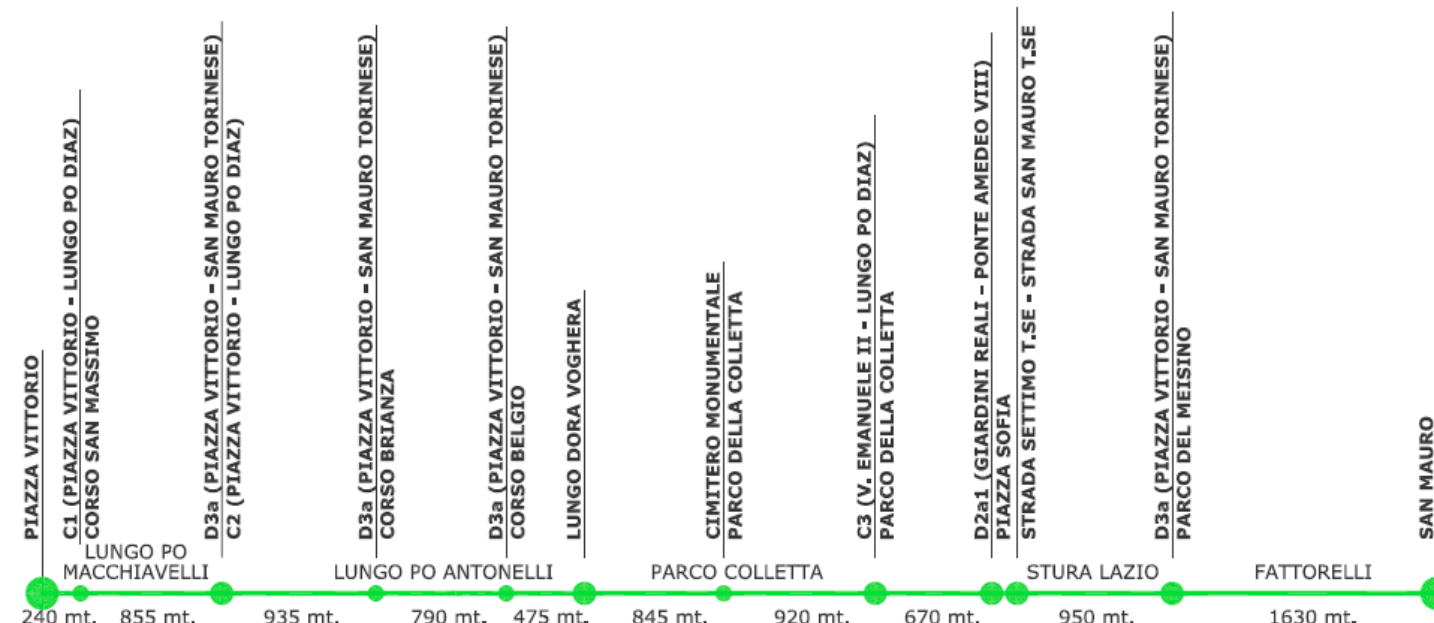 PIAZZA VITTORIO
C1 (PIAZZA VITTORIO - LUNGO PO DIAZ)
CORSO SAN MASSIMO
D3a (PIAZZA VITTORIO - SAN MAURO TORINESE)
C2 (PIAZZA VITTORIO - LUNGO PO DIAZ)
D3a (PIAZZA VITTORIO - SAN MAURO TORINESE)
CORSO BRIANZA
D3a (PIAZZA VITTORIO - SAN MAURO TORINESE)
CORSO BELGIO
LUNGO DORA VOGHERA
CIMITERO MONUMENTALE
PARCO DELLA COLLETTA
C3 (V. EMANUELE II - LUNGO PO DIAZ)
PARCO DELLA COLLETTA
D2a1 (GIARDINI REALI - PONTE AMEDEO VIII)
PIAZZA SOFIA
STRADA SETTIMO T.SE - STRADA SAN MAURO T.SE
D3a (PIAZZA VITTORIO - SAN MAURO TORINESE)
PARCO DEL MEISINO
SAN MAURO
LUNGO PO
MACCHIAVELLI
LUNGO PO ANTONELLI
PARCO COLLETTA
STURA LAZIO
FATTORELLI
240 mt.
855 mt.
935 mt.
790 mt.
475 mt.
845 mt.
920 mt.
670 mt.
950 mt.
1630 mt.